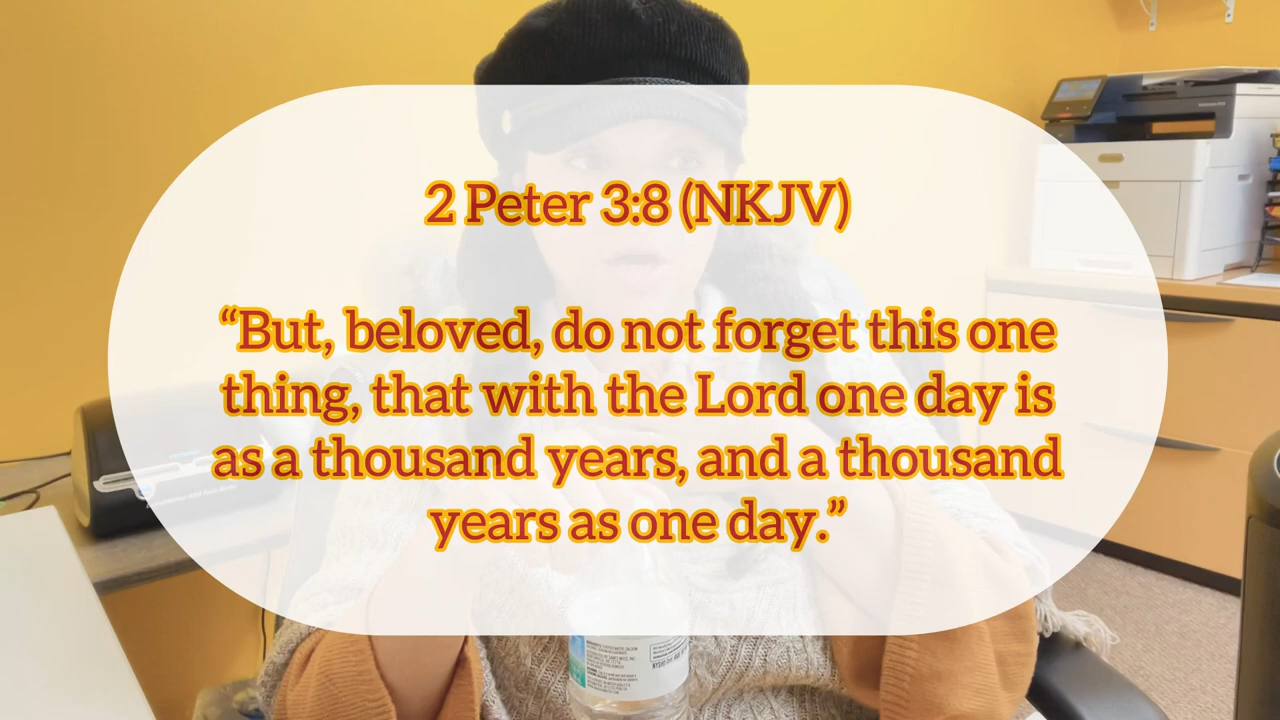 2 Peter 3:8 (NKJV)
“But, beloved, do not forget this one
thing, that with the Lord one day is
as a thousand years, and a thousand
years as one day.”